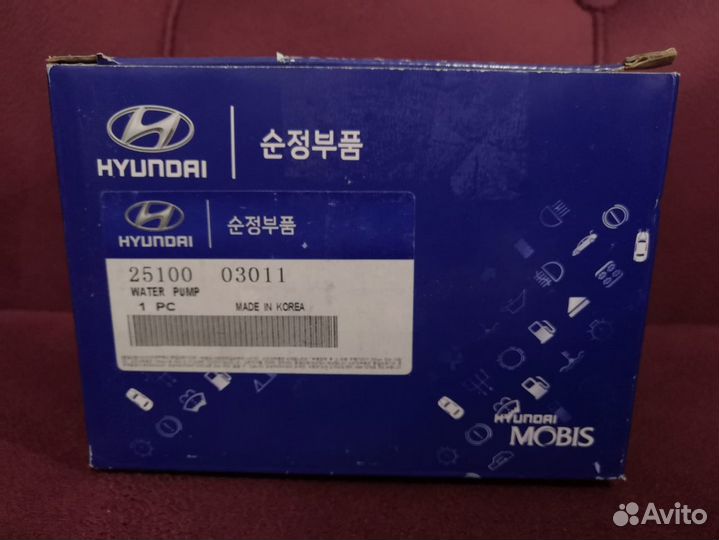 HYUNDAI
순정부품
HYUNDAI
순정부품
25100 03011
WATER PUMP
1 PC MADE IN KOREA
HYUNDAI
MOBIS
Avito